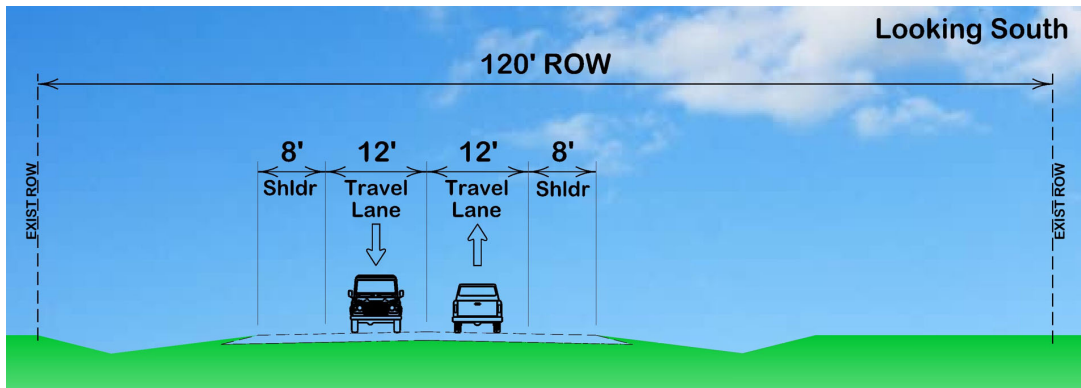 Looking South
120' ROW
8' 12' 12' 8'
Shldr Travel Lane Travel Lane Shldr
EXIST ROW
EXIST ROW